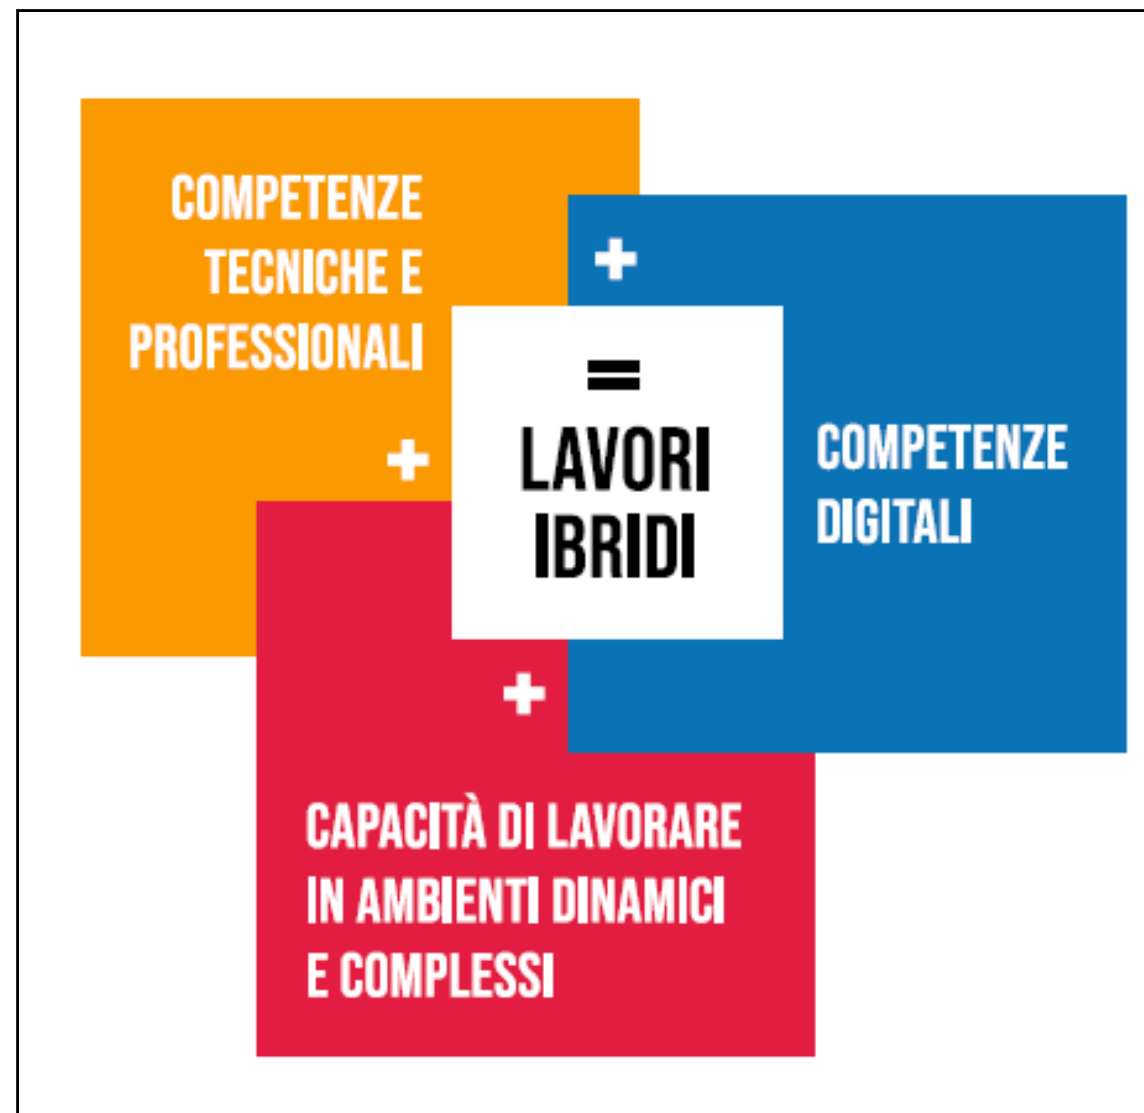 COMPETENZE
TECNICHE E
PROFESSIONALI
+
+
=
LAVORI
IBRIDI
COMPETENZE
DIGITALI
+
CAPACITÀ DI LAVORARE
IN AMBIENTI DINAMICI
E COMPLESSI